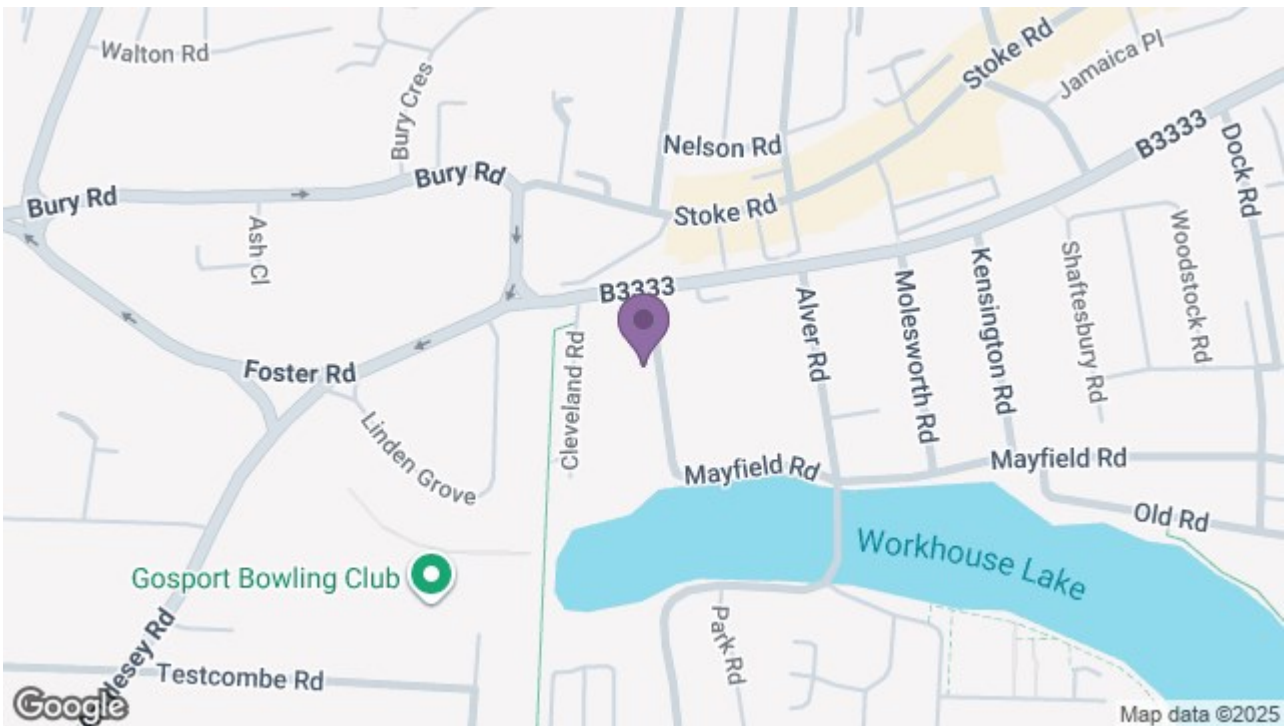 Walton Rd
Bury Cres
Stoke Rd
Jamaica Pl
Nelson Rd
B3333
Dock Rd
Bury Rd
Bury Rd
Stoke Rd
Ash Cl
Woodstock Rd
Shaftesbury Rd
Kensington Rd
B3333
Molesworth Rd
Alver Rd
Cleveland Rd
Foster Rd
Linden Grove
Mayfield Rd
Mayfield Rd
Old Rd
Workhouse Lake
Gosport Bowling Club
Park Rd
Testcombe Rd
Google
Map data ©2025